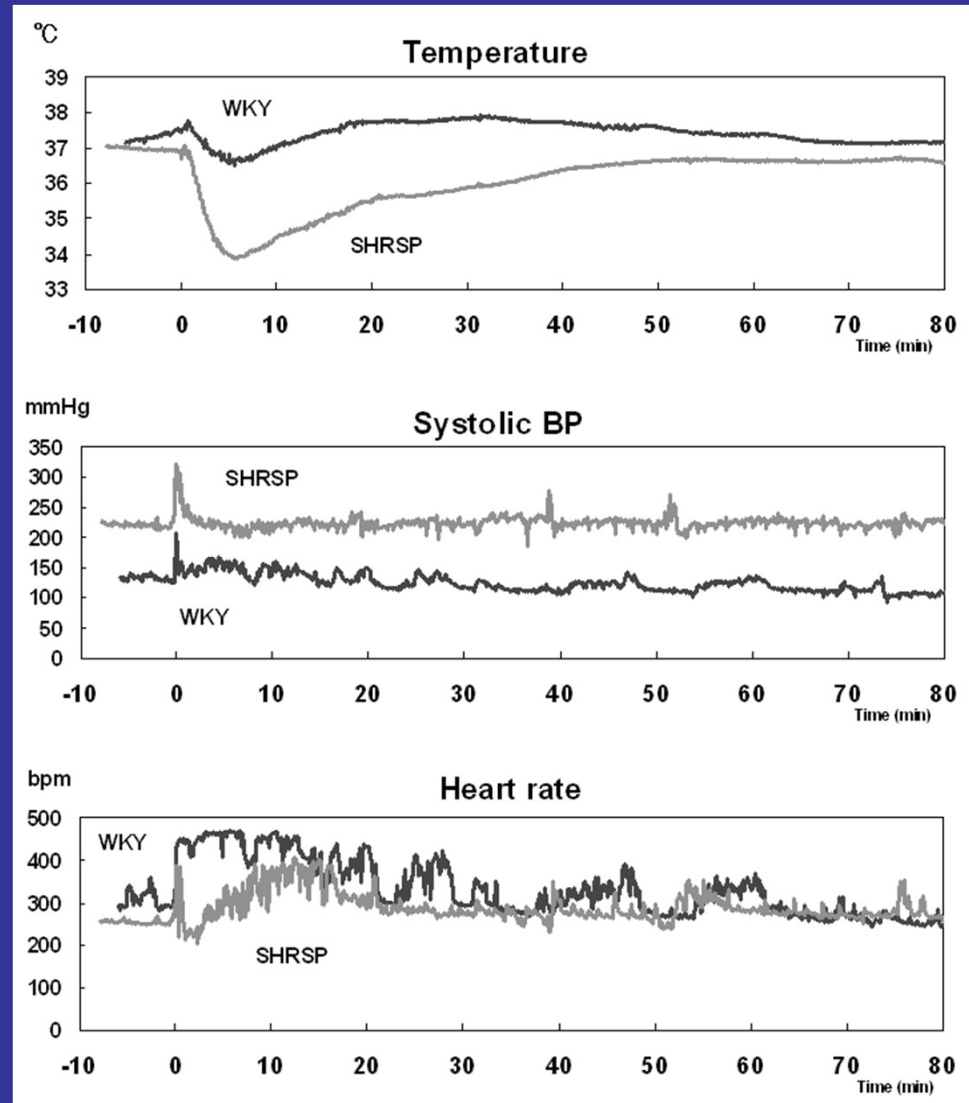 °C
Temperature
39
38
37
36
35
34
33
WKY
SHRSP
-10 0 10 20 30 40 50 60 70 80
Time (min)
mmHg
Systolic BP
350
300
250
200
150
100
50
0
SHRSP
WKY
-10 0 10 20 30 40 50 60 70 80
Time (min)
bpm
Heart rate
500
400
300
200
100
0
WKY
SHRSP
-10 0 10 20 30 40 50 60 70 80
Time (min)